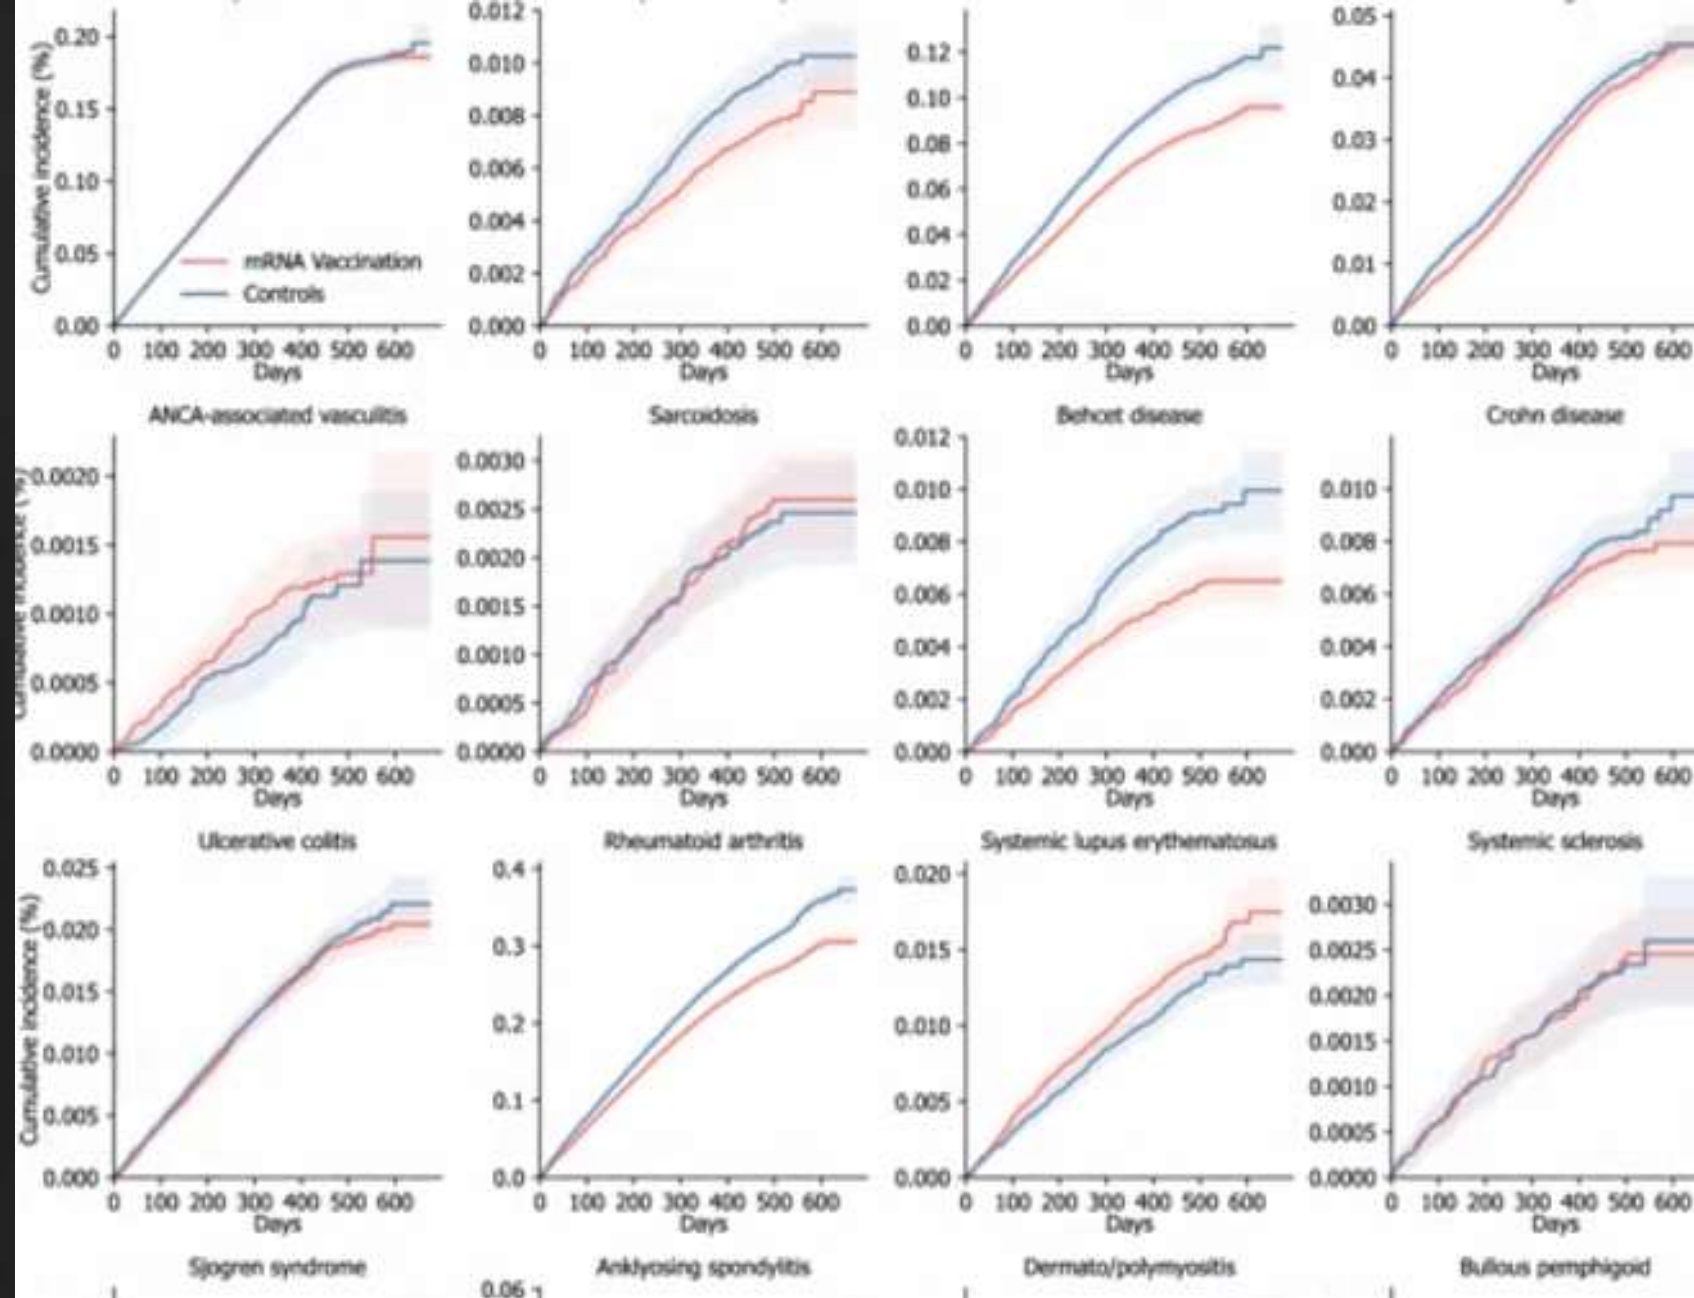 0.20
0.15
0.10
0.05
0.00
Cumulative incidence (%)
mRNA Vaccination
Controls
0 100 200 300 400 500 600
Days
0.012
0.010
0.008
0.006
0.004
0.002
0.000
0 100 200 300 400 500 600
Days
0.12
0.10
0.08
0.06
0.04
0.02
0.00
0 100 200 300 400 500 600
Days
0.05
0.04
0.03
0.02
0.01
0.00
0 100 200 300 400 500 600
Days
ANCA-associated vasculitis
Cumulative incidence (%)
0.0020
0.0015
0.0010
0.0005
0.0000
0 100 200 300 400 500 600
Days
Sarcoidosis
0.0030
0.0025
0.0020
0.0015
0.0010
0.0005
0.0000
0 100 200 300 400 500 600
Days
Behcet disease
0.012
0.010
0.008
0.006
0.004
0.002
0.000
0 100 200 300 400 500 600
Days
Crohn disease
0.010
0.008
0.006
0.004
0.002
0.000
0 100 200 300 400 500 600
Days
Ulcerative colitis
Cumulative incidence (%)
0.025
0.020
0.015
0.010
0.005
0.000
0 100 200 300 400 500 600
Days
Rheumatoid arthritis
0.4
0.3
0.2
0.1
0.0
0 100 200 300 400 500 600
Days
Systemic lupus erythematosus
0.020
0.015
0.010
0.005
0.000
0 100 200 300 400 500 600
Days
Systemic sclerosis
0.0030
0.0025
0.0020
0.0015
0.0010
0.0005
0.0000
0 100 200 300 400 500 600
Days
Sjogren syndrome
Anklyosing spondylitis
0.06
Dermato/polymyositis
Bullous pemphigoid